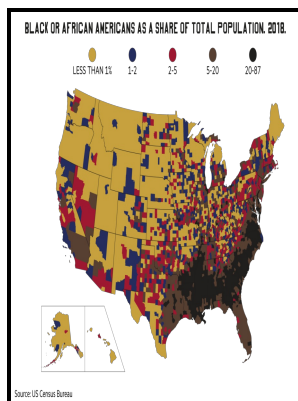 BLACK OR AFRICAN AMERICANS AS A SHARE OF TOTAL POPULATION, 2018.
LESS THAN 1% 1-2 2-5 5-20 20-87
Source: US Census Bureau